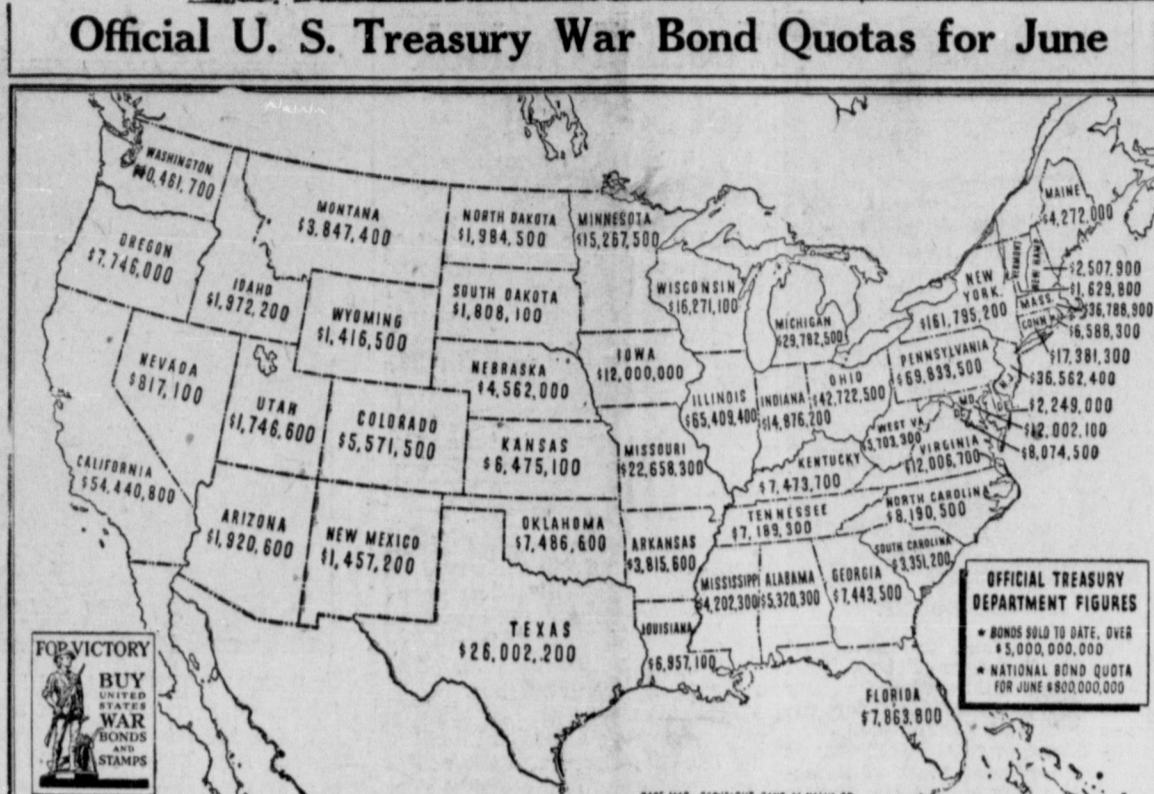 Official U. S. Treasury War Bond Quotas for June
WASHINGTON
$10,461,700
OREGON
$7,746,000
CALIFORNIA
$54,440,800
NEVADA
$817,100
IDAHO
$1,972,200
MONTANA
$3,847,400
WYOMING
$1,416,500
UTAH
$1,746,600
COLORADO
$5,571,500
ARIZONA
$1,920,600
NEW MEXICO
$1,457,200
NORTH DAKOTA
$1,984,500
SOUTH DAKOTA
$1,808,100
NEBRASKA
$4,562,000
KANSAS
$6,475,100
OKLAHOMA
$7,486,600
TEXAS
$26,002,200
MINNESOTA
$15,267,500
IOWA
$12,000,000
MISSOURI
$22,658,300
ARKANSAS
$3,815,600
LOUISIANA
$6,957,100
WISCONSIN
$16,271,100
ILLINOIS
$65,409,400
MICHIGAN
$29,782,500
INDIANA
$14,876,200
OHIO
$42,722,500
KENTUCKY
$7,473,700
TENNESSEE
$7,189,300
MISSISSIPPI
$4,202,300
ALABAMA
$5,320,300
GEORGIA
$7,443,500
FLORIDA
$7,863,800
SOUTH CAROLINA
$3,351,200
NORTH CAROLINA
$8,190,500
VIRGINIA
$12,006,700
WEST VA.
$5,703,300
PENNSYLVANIA
$69,833,500
NEW
YORK.
$161,795,200
MAINE
$4,272,000
VERMONT
NEW HAMP.
MASS.
CONN.
N.J.
MD.
$2,507,900
$1,629,800
$36,788,900
$6,588,300
$17,381,300
$36,562,400
$2,249,000
$12,002,100
$8,074,500
OFFICIAL TREASURY
DEPARTMENT FIGURES
★ BONDS SOLD TO DATE, OVER
$5,000,000,000
★ NATIONAL BOND QUOTA
FOR JUNE $800,000,000
FOR VICTORY
BUY
UNITED
STATES
WAR
BONDS
AND
STAMPS